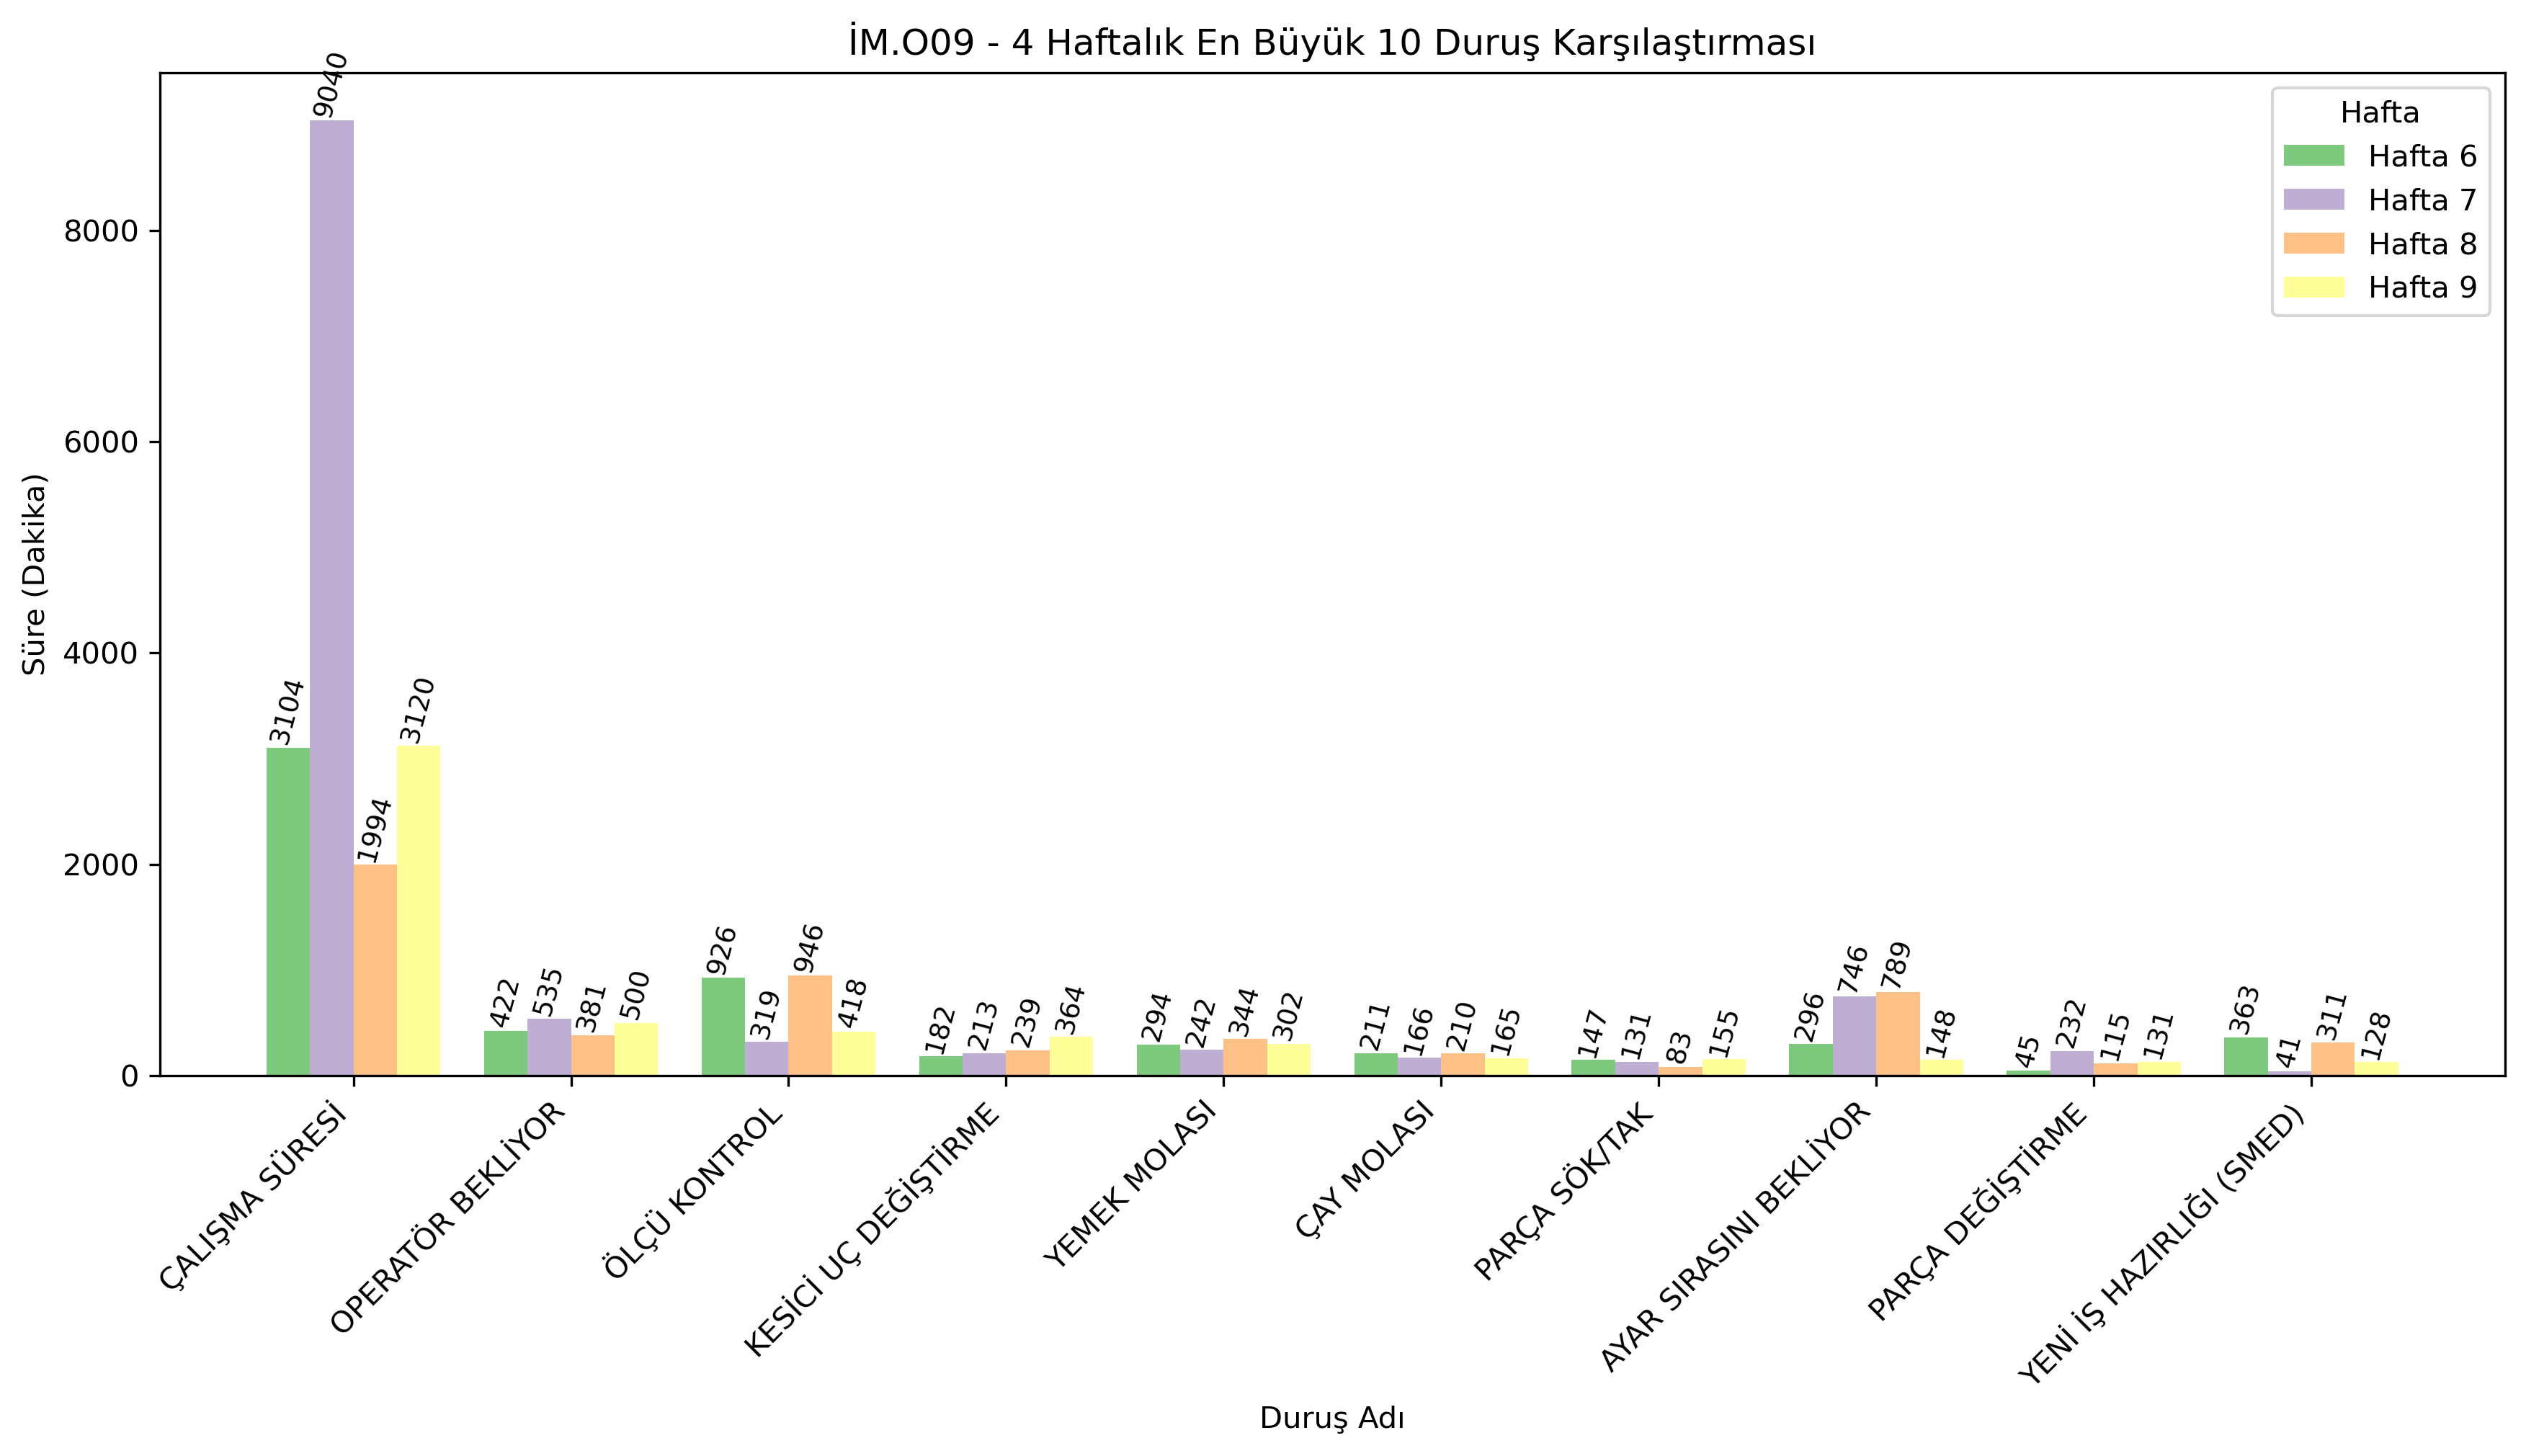 İM.O09 - 4 Haftalık En Büyük 10 Duruş Karşılaştırması
Süre (Dakika)
8000
6000
4000
2000
0
Hafta
Hafta 6
Hafta 7
Hafta 8
Hafta 9
3104
9040
1994
3120
422
535
381
500
926
319
946
418
182
213
239
364
294
242
344
302
211
166
210
165
147
131
83
155
296
746
789
148
45
232
115
131
363
41
311
128
ÇALIŞMA SÜRESİ
OPERATÖR BEKLİYOR
ÖLÇÜ KONTROL
KESİCİ UÇ DEĞİŞTİRME
YEMEK MOLASI
ÇAY MOLASI
PARÇA SÖK/TAK
AYAR SIRASINI BEKLİYOR
PARÇA DEĞİŞTİRME
YENİ İŞ HAZIRLIĞI (SMED)
Duruş Adı